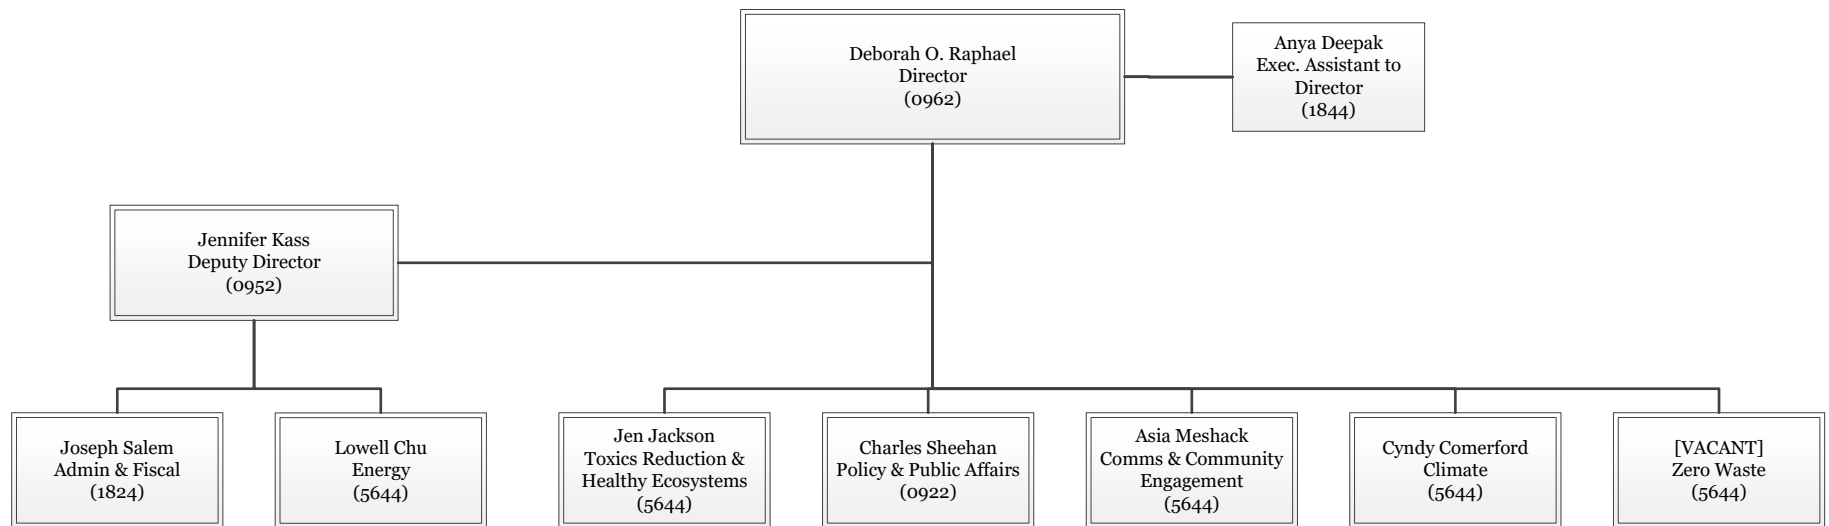 Deborah O. Raphael
Director
(0962)
Anya Deepak
Exec. Assistant to
Director
(1844)
Jennifer Kass
Deputy Director
(0952)
Joseph Salem
Admin & Fiscal
(1824)
Lowell Chu
Energy
(5644)
Jen Jackson
Toxics Reduction &
Healthy Ecosystems
(5644)
Charles Sheehan
Policy & Public Affairs
(0922)
Asia Meshack
Comms & Community
Engagement
(5644)
Cyndy Comerford
Climate
(5644)
[VACANT]
Zero Waste
(5644)